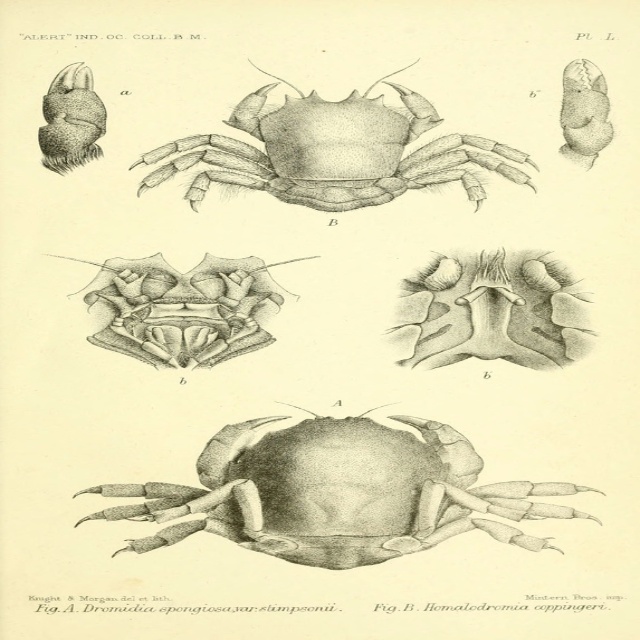 "ALERT" IND. OC. COLL. B. M.
Pl L.
a
b'
B
b
b'
A
Knight & Morgan del et lith.
Mintern Bros. imp.
Fig. A. Dromidia spongiosa, var: stimpsonii.
Fig. B. Homalodromia coppingeri.